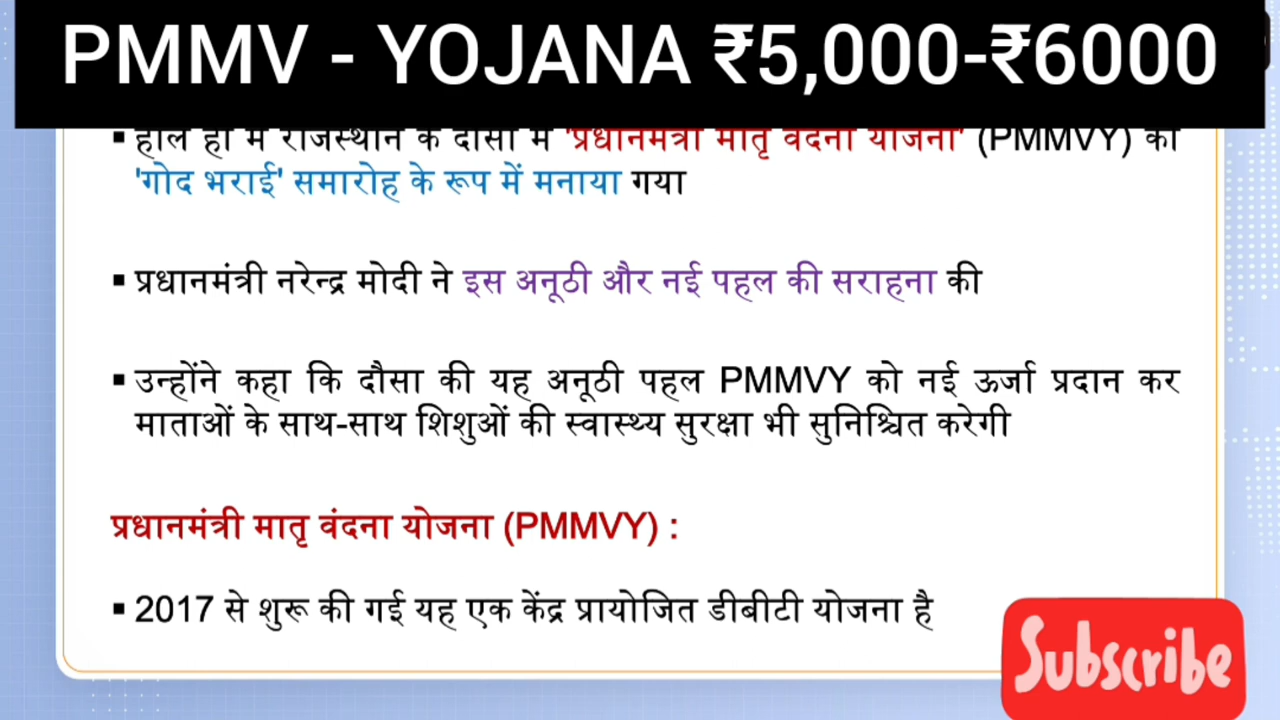 PMMV - YOJANA ₹5,000-₹6000
▪ हाल ही में राजस्थान के दौसा में 'प्रधानमंत्री मातृ वंदना योजना' (PMMVY) को
'गोद भराई' समारोह के रूप में मनाया गया
▪ प्रधानमंत्री नरेन्द्र मोदी ने इस अनूठी और नई पहल की सराहना की
▪ उन्होंने कहा कि दौसा की यह अनूठी पहल PMMVY को नई ऊर्जा प्रदान कर
माताओं के साथ-साथ शिशुओं की स्वास्थ्य सुरक्षा भी सुनिश्चित करेगी
प्रधानमंत्री मातृ वंदना योजना (PMMVY) :
▪ 2017 से शुरू की गई यह एक केंद्र प्रायोजित डीबीटी योजना है
Subscribe